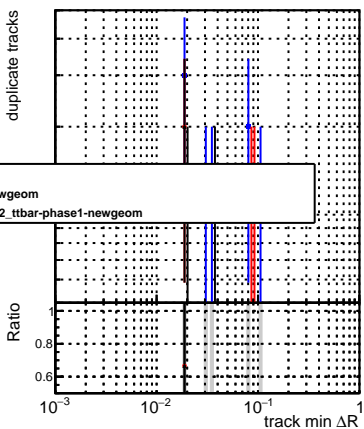 duplicate tracks
wgeom
2_ttbar-phase1-newgeom
Ratio
1
0.8
0.6
10⁻³ 10⁻² 10⁻¹ 1
track min ΔR